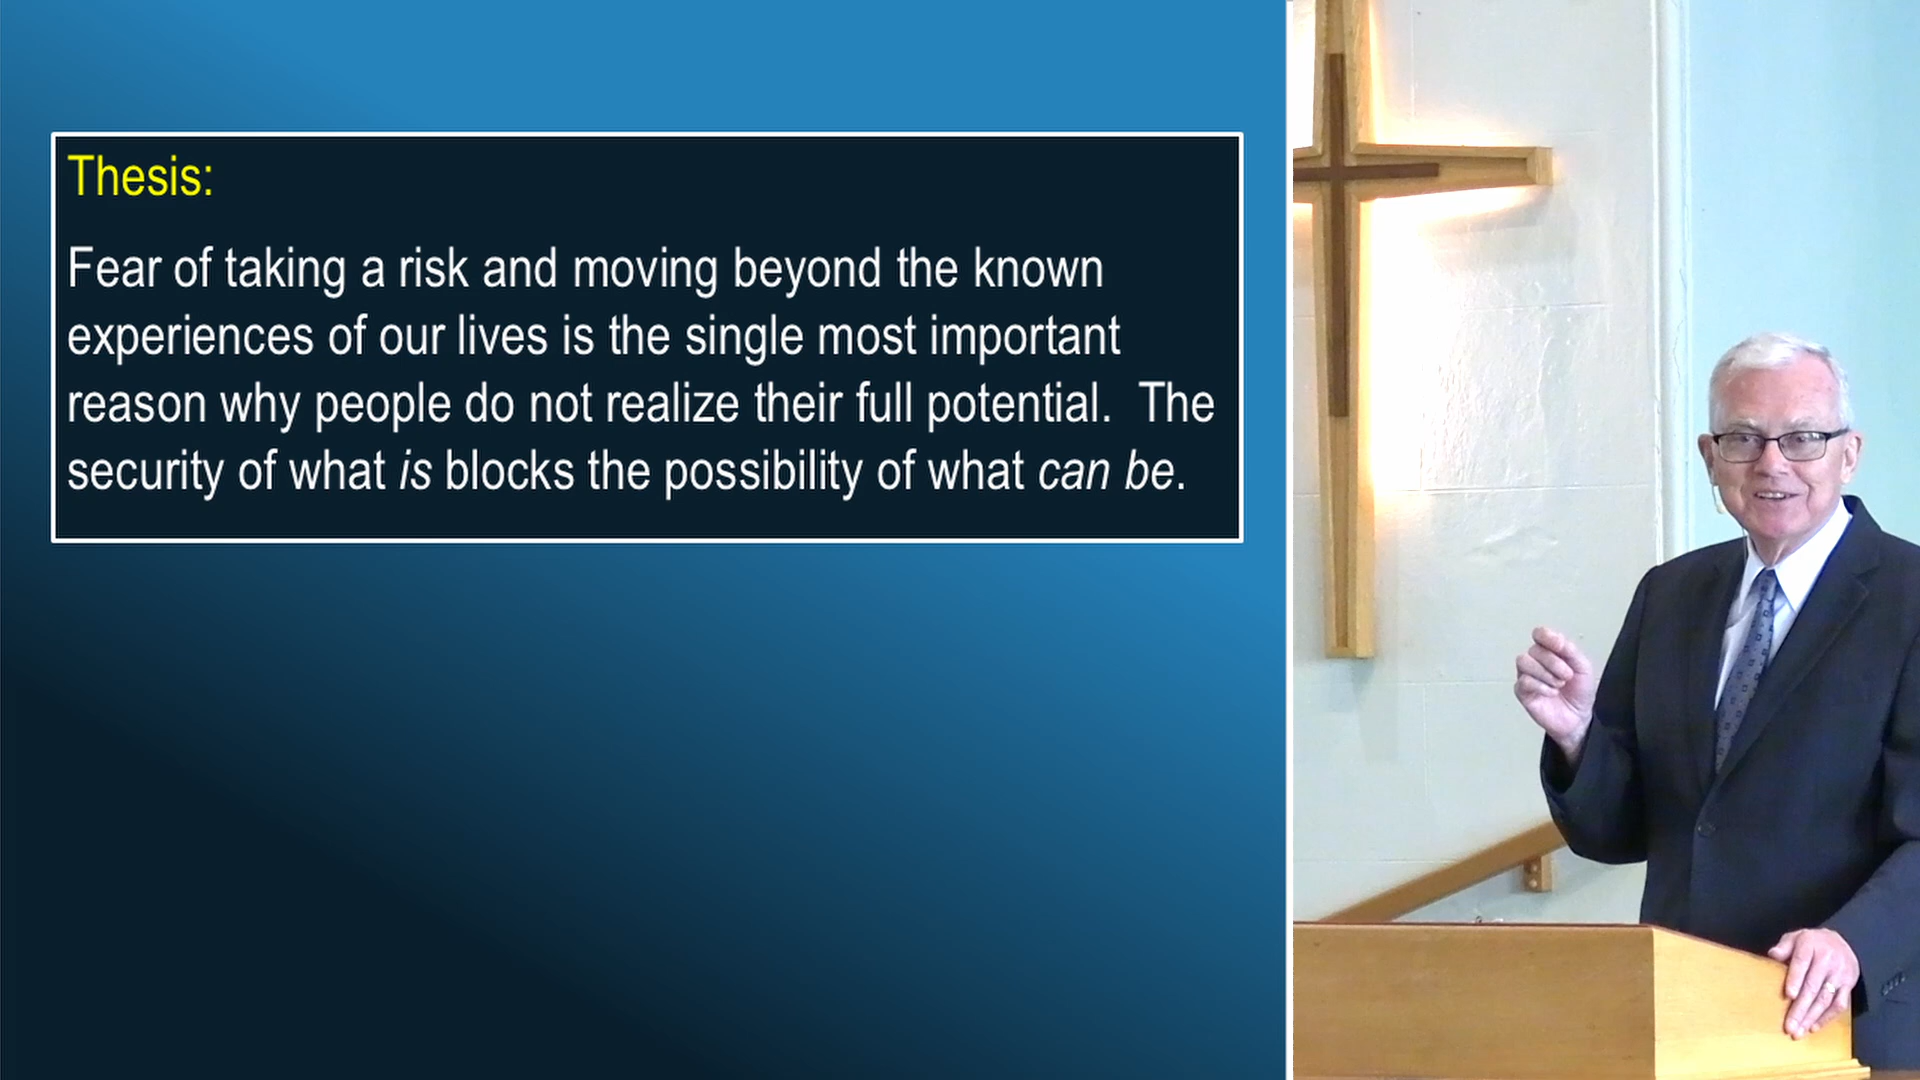 Thesis:
Fear of taking a risk and moving beyond the known
experiences of our lives is the single most important
reason why people do not realize their full potential.  The
security of what is blocks the possibility of what can be.